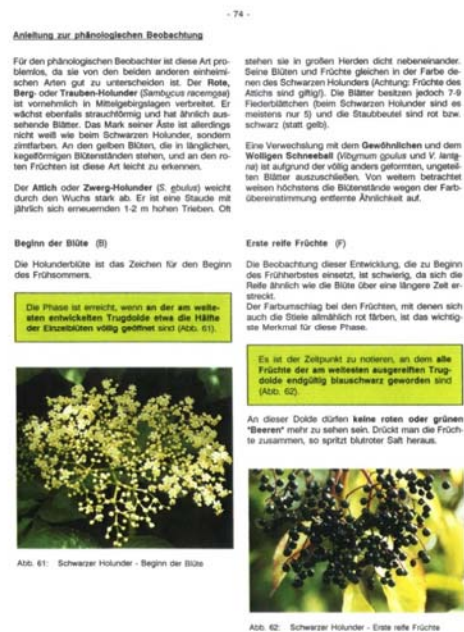 - 74 -
Anleitung zur phänologischen Beobachtung
Für den phänologischen Beobachter ist diese Art pro-
blemlos, da sie von den beiden anderen einheimi-
schen Arten gut zu unterscheiden ist. Der Rote,
Berg- oder Trauben-Holunder (Sambucus racemosa)
ist vornehmlich in Mittelgebirgslagen verbreitet. Er
wächst ebenfalls strauchförmig und hat ähnlich aus-
sehende Blätter. Das Mark seiner Äste ist allerdings
nicht weiß wie beim Schwarzen Holunder, sondern
zimtfarben. An den gelben Blüten, die in länglichen,
kegelförmigen Blütenständen stehen, und an den ro-
ten Früchten ist diese Art leicht zu erkennen.
Der Attich oder Zwerg-Holunder (S. ebulus) weicht
durch den Wuchs stark ab. Er ist eine Staude mit
jährlich sich erneuernden 1-2 m hohen Trieben. Oft
stehen sie in großen Herden dicht nebeneinander.
Seine Blüten und Früchte gleichen in der Farbe de-
nen des Schwarzen Holunders (Achtung: Früchte des
Attichs sind giftig!). Die Blätter besitzen jedoch 7-9
Fiederblättchen (beim Schwarzen Holunder sind es
meistens nur 5) und die Staubbeutel sind rot bzw.
schwarz (statt gelb).
Eine Verwechslung mit dem Gewöhnlichen und dem
Wolligen Schneeball (Viburnum opulus und V. lanta-
na) ist aufgrund der völlig anders geformten, ungeteil-
ten Blätter auszuschließen. Von weitem betrachtet
weisen höchstens die Blütenstände wegen der Farb-
übereinstimmung entfernte Ähnlichkeit auf.
Beginn der Blüte (B)
Die Holunderblüte ist das Zeichen für den Beginn
des Frühsommers.
Die Phase ist erreicht, wenn an der am weite-
sten entwickelten Trugdolde etwa die Hälfte
der Einzelblüten völlig geöffnet sind (Abb. 61).
Abb. 61: Schwarzer Holunder - Beginn der Blüte
Erste reife Früchte (F)
Die Beobachtung dieser Entwicklung, die zu Beginn
des Frühherbstes einsetzt, ist schwierig, da sich die
Reife ähnlich wie die Blüte über eine längere Zeit er-
streckt.
Der Farbumschlag bei den Früchten, mit denen sich
auch die Stiele allmählich rot färben, ist das wichtig-
ste Merkmal für diese Phase.
Es ist der Zeitpunkt zu notieren, an dem alle
Früchte der am weitesten ausgereiften Trug-
dolde endgültig blauschwarz geworden sind
(Abb. 62).
An dieser Dolde dürfen keine roten oder grünen
"Beeren" mehr zu sehen sein. Drückt man die Früch-
te zusammen, so spritzt blutroter Saft heraus.
Abb. 62: Schwarzer Holunder - Erste reife Früchte